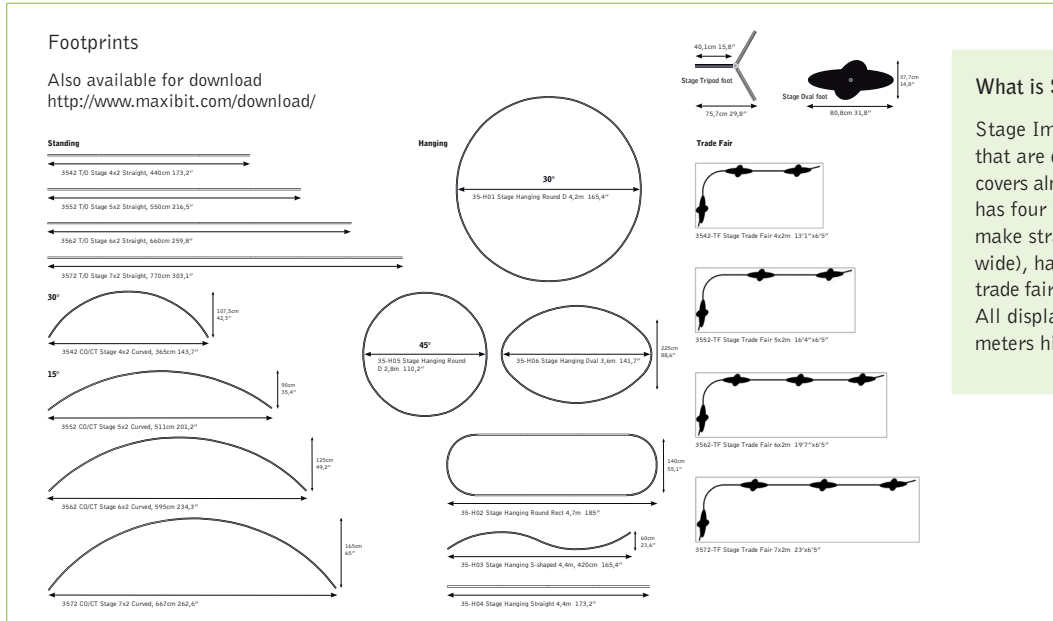 Footprints
Also available for download
http://www.maxibit.com/download/
Standing
3542 T/O Stage 4x2 Straight, 440cm 173,2”
3552 T/O Stage 5x2 Straight, 550cm 216,5”
3562 T/O Stage 6x2 Straight, 660cm 259,8”
3572 T/O Stage 7x2 Straight, 770cm 303,1”
30°
107,5cm
42,3”
3542 CO/CT Stage 4x2 Curved, 365cm 143,7”
15°
90cm
35,4”
3552 CO/CT Stage 5x2 Curved, 511cm 201,2”
125cm
49,2”
3562 CO/CT Stage 6x2 Curved, 595cm 234,3”
165cm
65”
3572 CO/CT Stage 7x2 Curved, 667cm 262,6”
Hanging
30°
35-H01 Stage Hanging Round D 4,2m 165,4”
45°
35-H05 Stage Hanging Round
D 2,8m 110,2”
35-H06 Stage Hanging Oval 3,6m 141,7”
225cm
88,6”
140cm
55,1”
35-H02 Stage Hanging Round Rect 4,7m 185”
60cm
23,6”
35-H03 Stage Hanging S-shaped 4,4m, 420cm 165,4”
35-H04 Stage Hanging Straight 4,4m 173,2”
40,1cm 15,8”
Stage Tripod foot
75,7cm 29,8”
37,7cm
14,8”
Stage Oval foot
80,8cm 31,8”
Trade Fair
3542-TF Stage Trade Fair 4x2m 13’1”x6’5”
3552-TF Stage Trade Fair 5x2m 16’4”x6’5”
3562-TF Stage Trade Fair 6x2m 19’7”x6’5”
3572-TF Stage Trade Fair 7x2m 23’x6’5”
What is S
Stage Im
that are
covers alr
has four
make stra
wide), ha
trade fair
All displa
meters hi